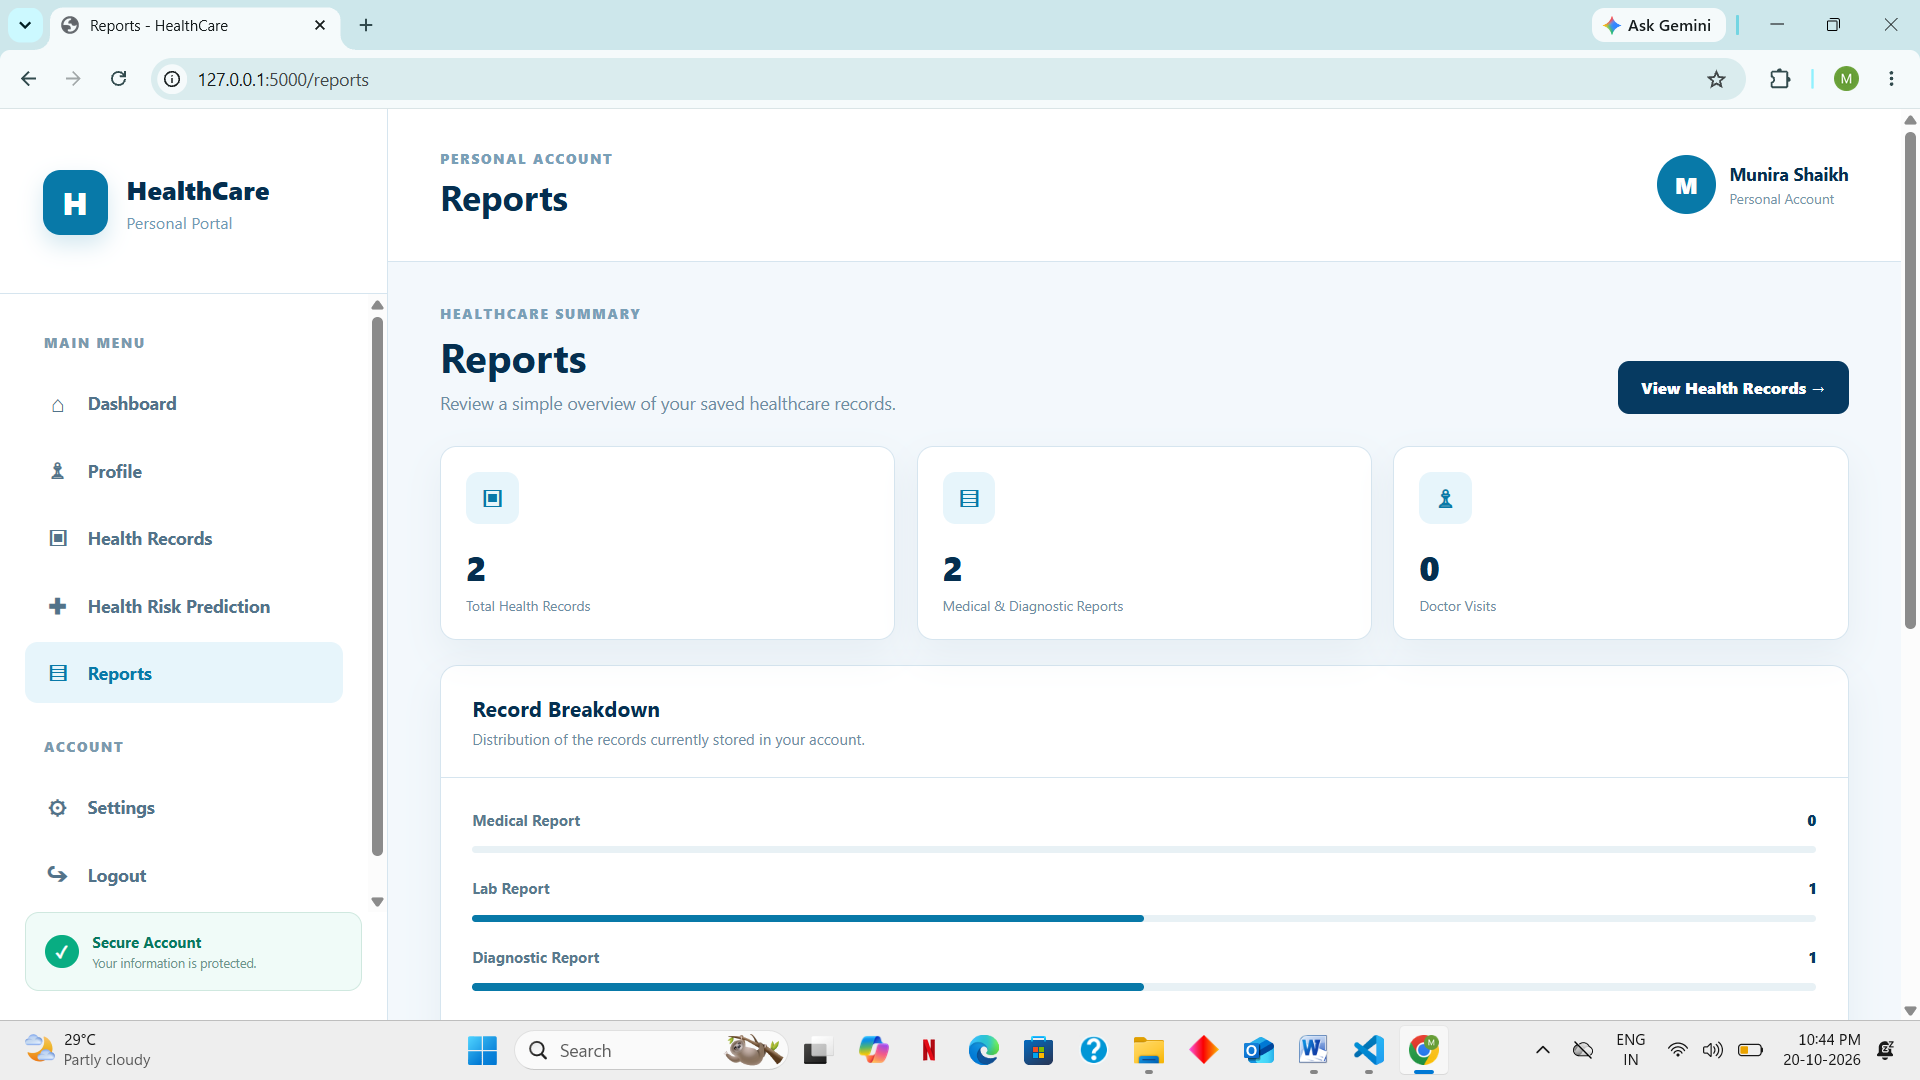 Reports - HealthCare
Ask Gemini
127.0.0.1:5000/reports
M
H
HealthCare
Personal Portal
MAIN MENU
Dashboard
Profile
Health Records
Health Risk Prediction
Reports
ACCOUNT
Settings
Logout
Secure Account
Your information is protected.
PERSONAL ACCOUNT
Reports
M
Munira Shaikh
Personal Account
HEALTHCARE SUMMARY
Reports
Review a simple overview of your saved healthcare records.
View Health Records →
2
Total Health Records
2
Medical & Diagnostic Reports
0
Doctor Visits
Record Breakdown
Distribution of the records currently stored in your account.
Medical Report 0
Lab Report 1
Diagnostic Report 1
29°C
Partly cloudy
Search
N
ENG
IN
10:44 PM
20-10-2026